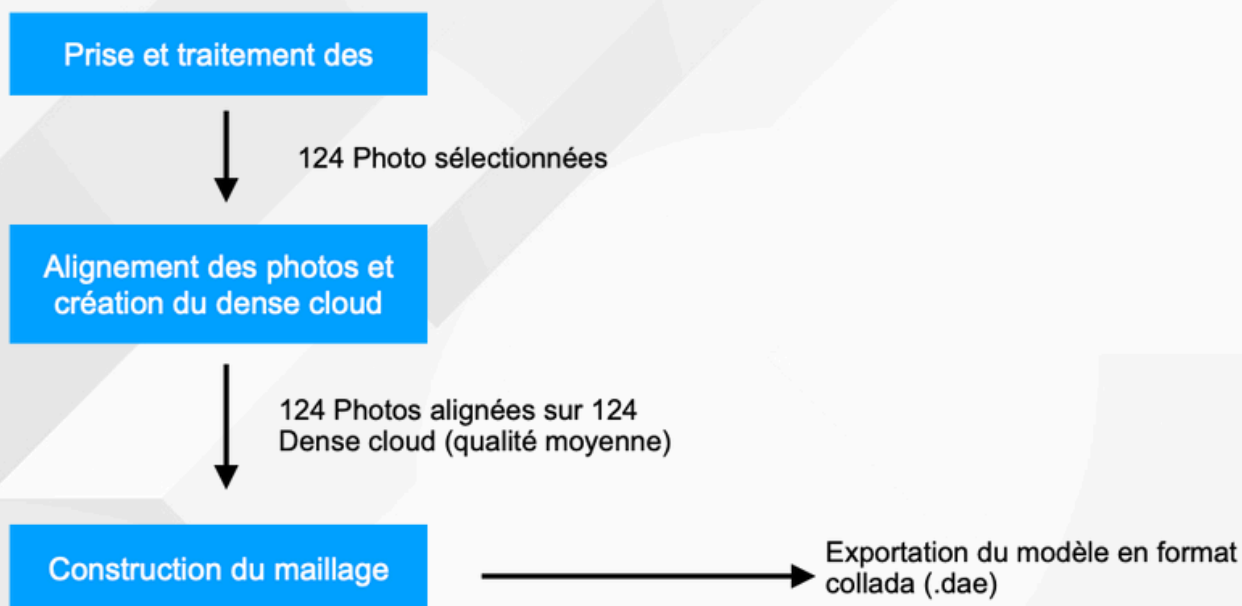 Prise et traitement des
124 Photo sélectionnées
Alignement des photos et
création du dense cloud
124 Photos alignées sur 124
Dense cloud (qualité moyenne)
Construction du maillage
Exportation du modèle en format
collada (.dae)